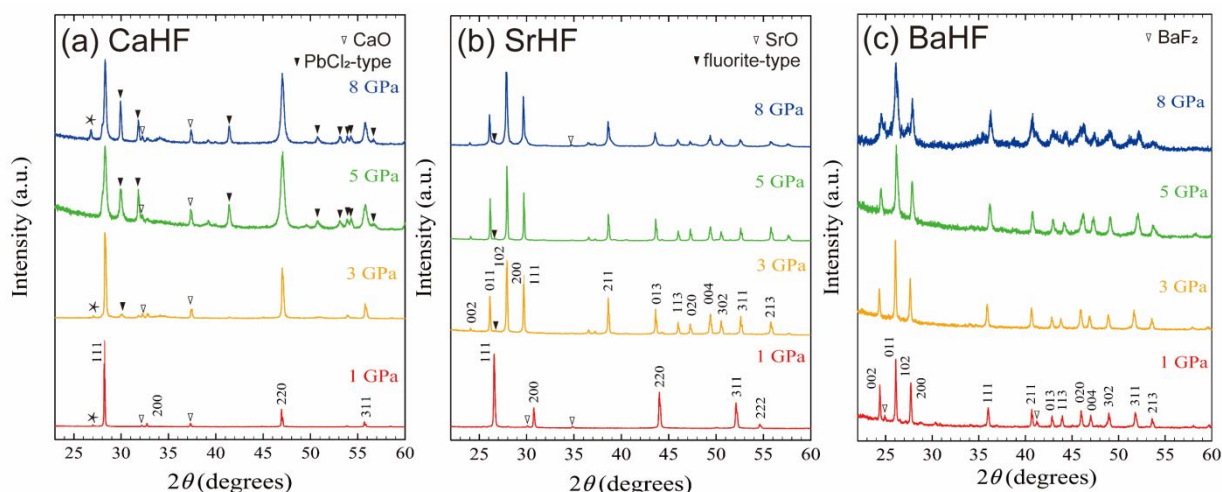 (a) CaHF
▽ CaO
▼ PbCl₂-type
8 GPa
5 GPa
3 GPa
1 GPa
111
200
220
311
Intensity (a.u.)
25 30 35 40 45 50 55 60
2θ (degrees)
(b) SrHF
▽ SrO
▼ fluorite-type
8 GPa
5 GPa
3 GPa
002
011
102
200
111
211
013
113
020
004
302
311
213
1 GPa
111
200
220
311
222
Intensity (a.u.)
25 30 35 40 45 50 55 60
2θ (degrees)
(c) BaHF
▽ BaF₂
8 GPa
5 GPa
3 GPa
1 GPa
002
011
102
200
111
211
013
113
020
004
302
311
213
Intensity (a.u.)
25 30 35 40 45 50 55 60
2θ (degrees)